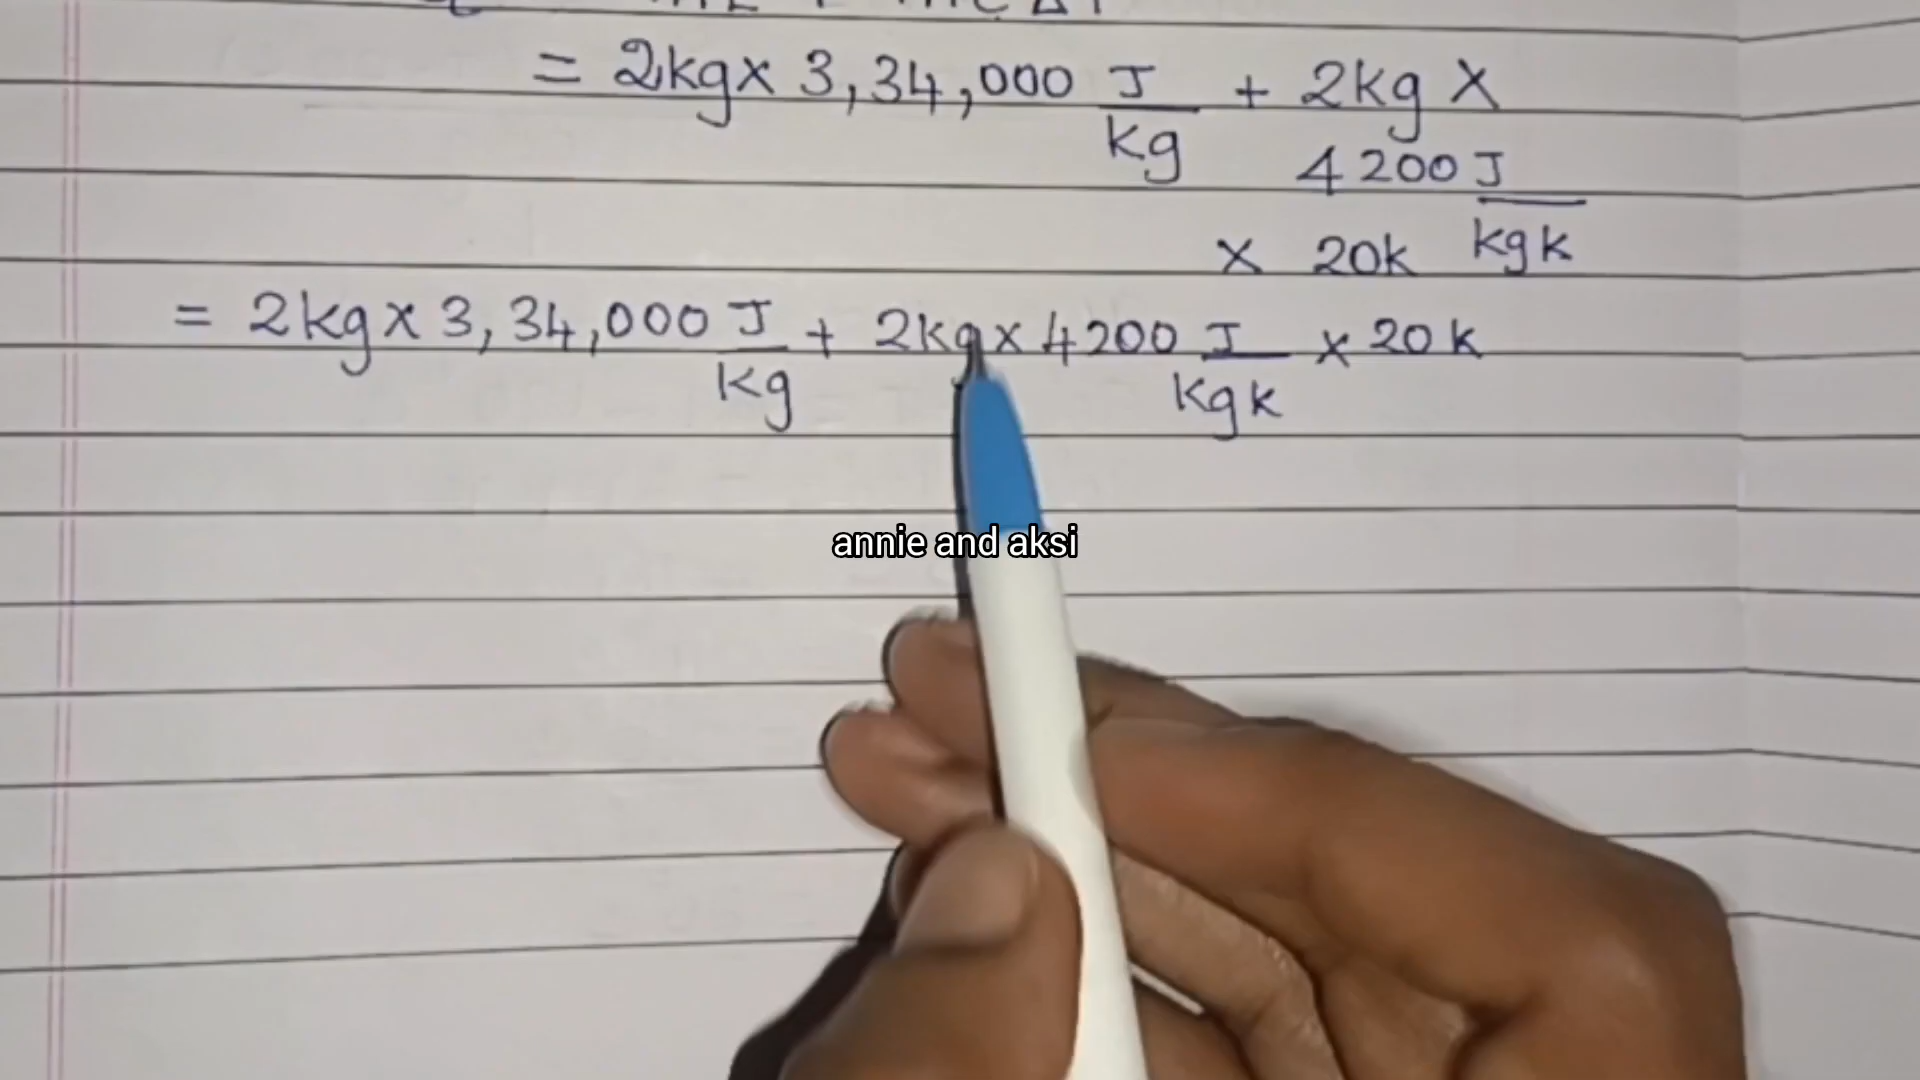 = 2kg x 3,34,000 J/kg + 2kg x
4200 J/kgk
x 20k
= 2kg x 3,34,000 J/kg + 2kg x 4200 J/kgk x 20k
annie and aksi